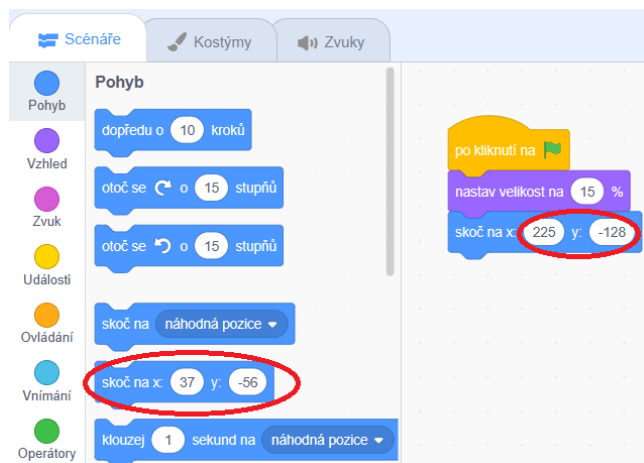 Scénáře
Kostýmy
Zvuky
Pohyb
Vzhled
Zvuk
Události
Ovládání
Vnímání
Operátory
Pohyb
dopředu o 10 kroků
otoč se o 15 stupňů
otoč se o 15 stupňů
skoč na náhodná pozice
skoč na x: 37 y: -56
klouzej 1 sekund na náhodná pozice
po kliknutí na
nastav velikost na 15 %
skoč na x: 225 y: -128